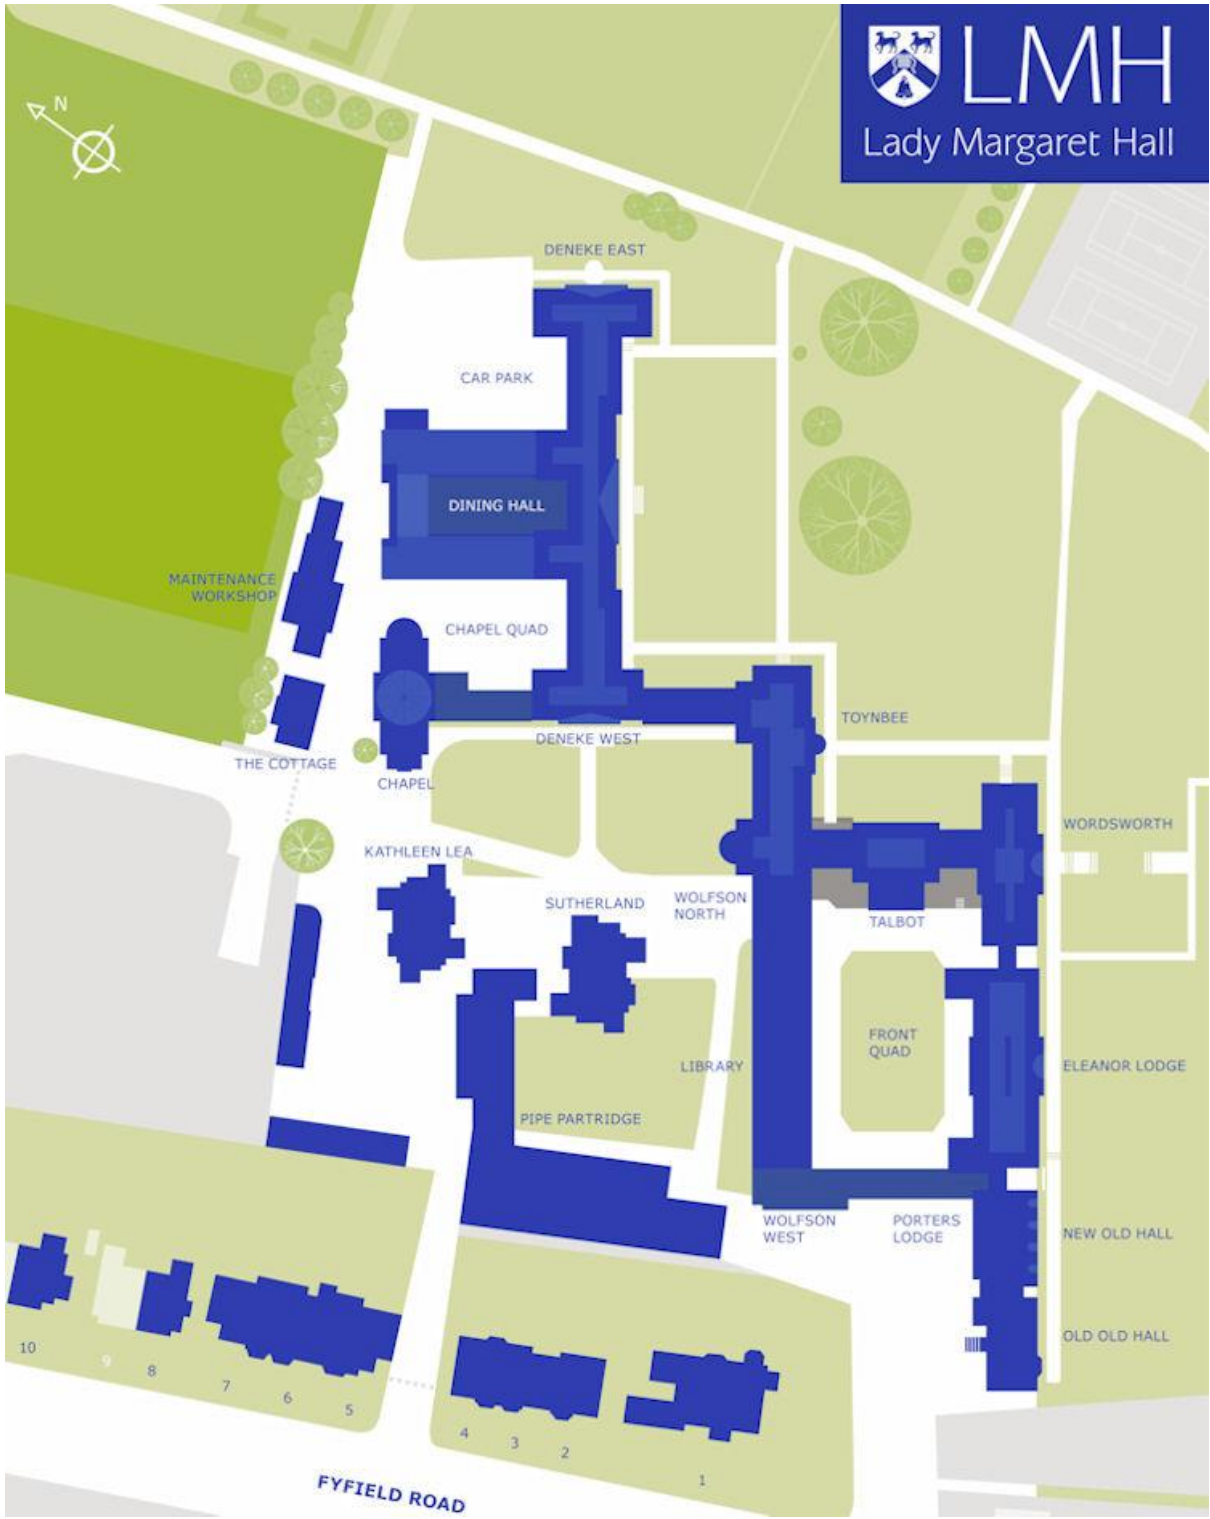 LMH
Lady Margaret Hall
N
DENEKE EAST
CAR PARK
DINING HALL
MAINTENANCE
WORKSHOP
CHAPEL QUAD
TOYNBEE
DENEKE WEST
THE COTTAGE
CHAPEL
WORDSWORTH
KATHLEEN LEA
SUTHERLAND
WOLFSON
NORTH
TALBOT
FRONT
QUAD
LIBRARY
ELEANOR LODGE
PIPE PARTRIDGE
WOLFSON
WEST
PORTERS
LODGE
NEW OLD HALL
OLD OLD HALL
10
9
8
7
6
5
4
3
2
1
FYFIELD ROAD